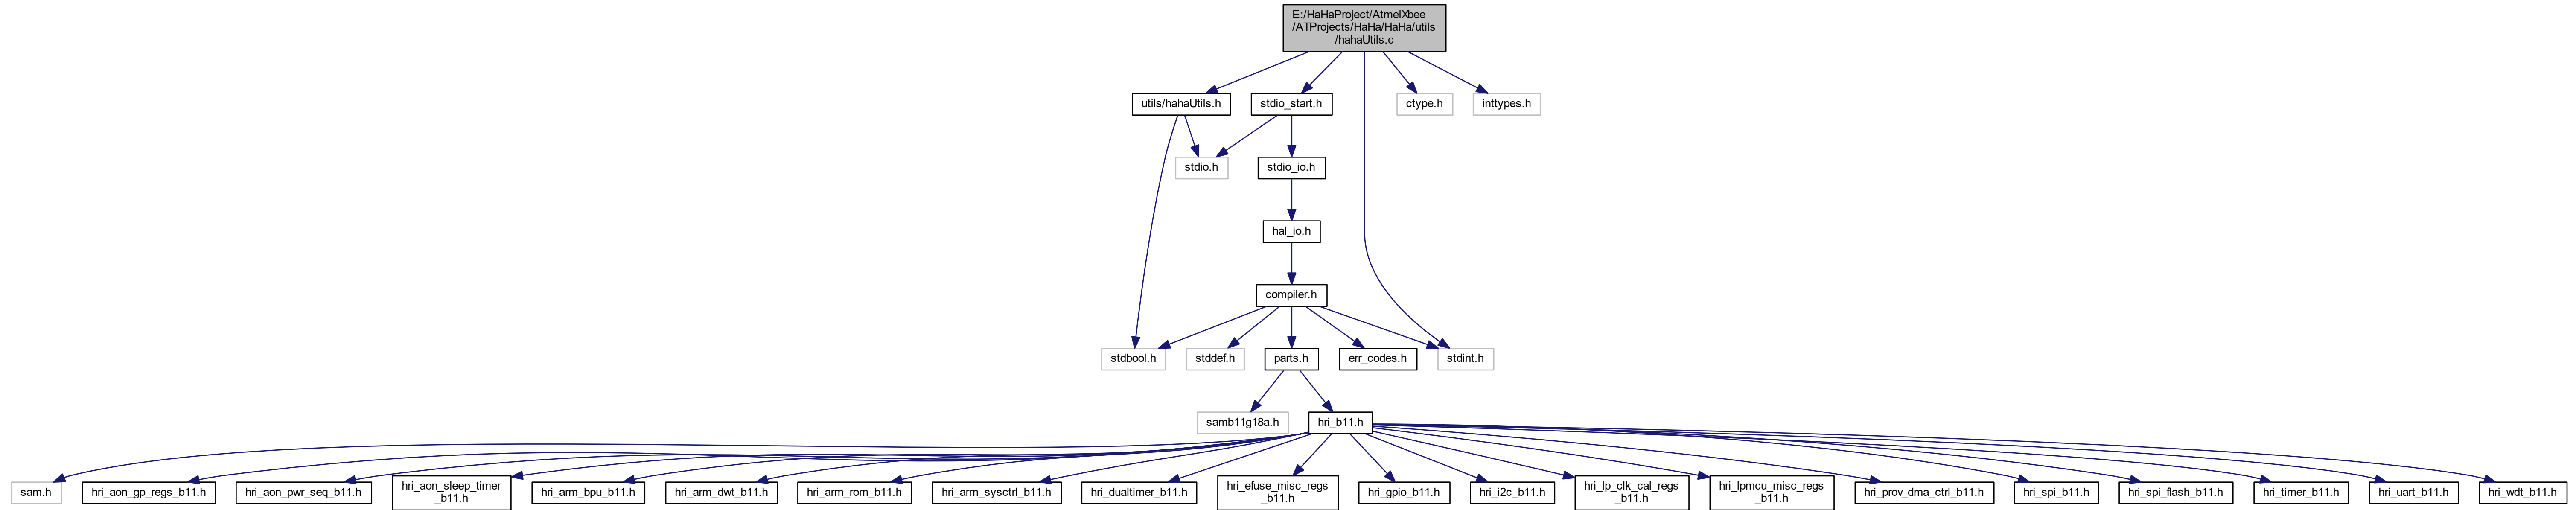 E:/HaHaProject/AtmelXbee
/ATProjects/HaHa/HaHa/utils
/hahaUtils.c
utils/hahaUtils.h
stdio_start.h
ctype.h
inttypes.h
stdio.h
stdio_io.h
hal_io.h
compiler.h
stdbool.h
stddef.h
parts.h
err_codes.h
stdint.h
samb11g18a.h
hri_b11.h
sam.h
hri_aon_gp_regs_b11.h
hri_aon_pwr_seq_b11.h
hri_aon_sleep_timer
_b11.h
hri_arm_bpu_b11.h
hri_arm_dwt_b11.h
hri_arm_rom_b11.h
hri_arm_sysctrl_b11.h
hri_dualtimer_b11.h
hri_efuse_misc_regs
_b11.h
hri_gpio_b11.h
hri_i2c_b11.h
hri_lp_clk_cal_regs
_b11.h
hri_lpmcu_misc_regs
_b11.h
hri_prov_dma_ctrl_b11.h
hri_spi_b11.h
hri_spi_flash_b11.h
hri_timer_b11.h
hri_uart_b11.h
hri_wdt_b11.h